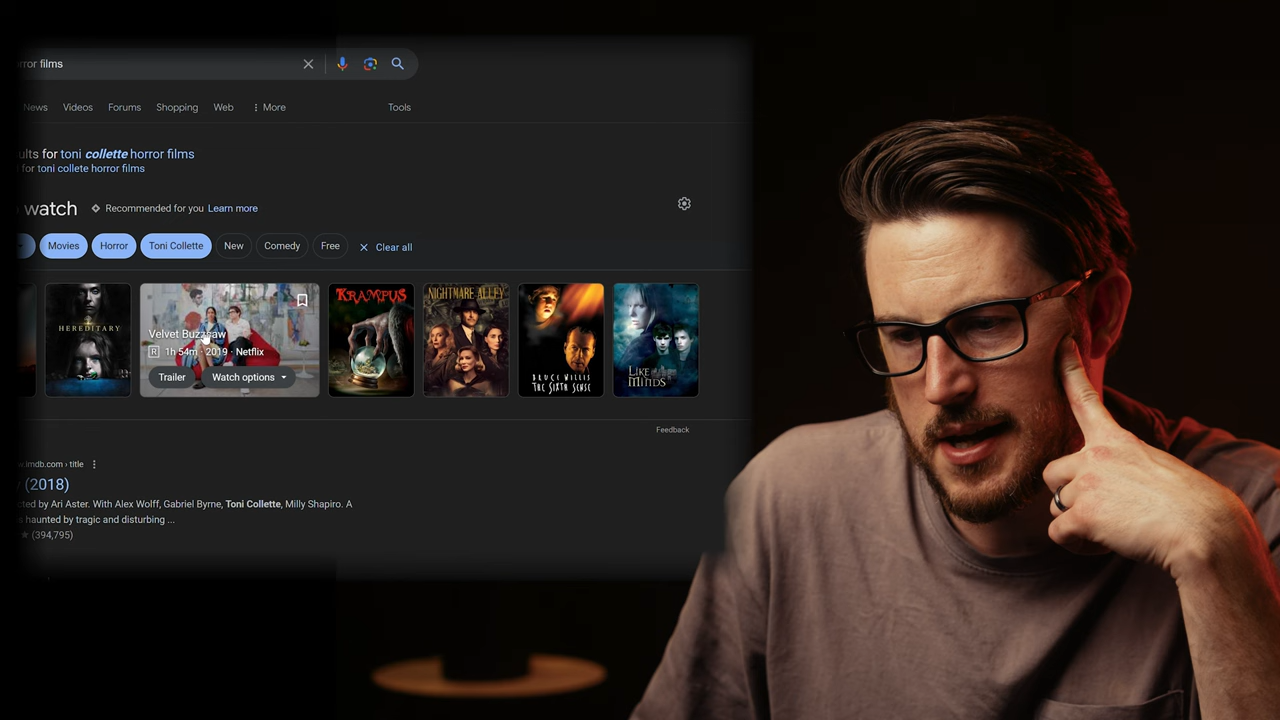 rror films
News Videos Forums Shopping Web More Tools
ults for toni collette horror films
for toni collete horror films
watch Recommended for you Learn more
Movies Horror Toni Collette New Comedy Free Clear all
HEREDITARY
Velvet Buzzsaw
R 1h 54m · 2019 · Netflix
Trailer Watch options
KRAMPUS
NIGHTMARE ALLEY
BRUCE WILLIS
THE SIXTH SENSE
LIKE
MINDS
Feedback
w.imdb.com › title
(2018)
cted by Ari Aster. With Alex Wolff, Gabriel Byrne, Toni Collette, Milly Shapiro. A
s haunted by tragic and disturbing ...
(394,795)